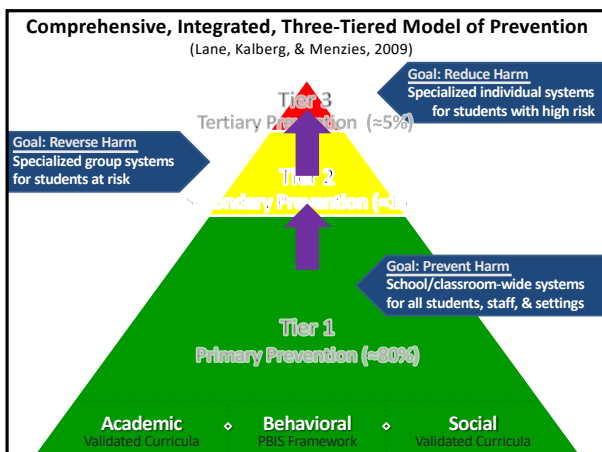 Comprehensive, Integrated, Three-Tiered Model of Prevention
(Lane, Kalberg, & Menzies, 2009)
Goal: Reduce Harm
Specialized individual systems
for students with high risk
Tier 3
Tertiary Prevention (≈5%)
Goal: Reverse Harm
Specialized group systems
for students at risk
Tier 2
Prevention
Goal: Prevent Harm
School/classroom-wide systems
for all students, staff, & settings
Tier 1
Primary Prevention (≈80%)
Academic ⋄ Behavioral ⋄ Social
Validated Curricula PBIS Framework Validated Curricula